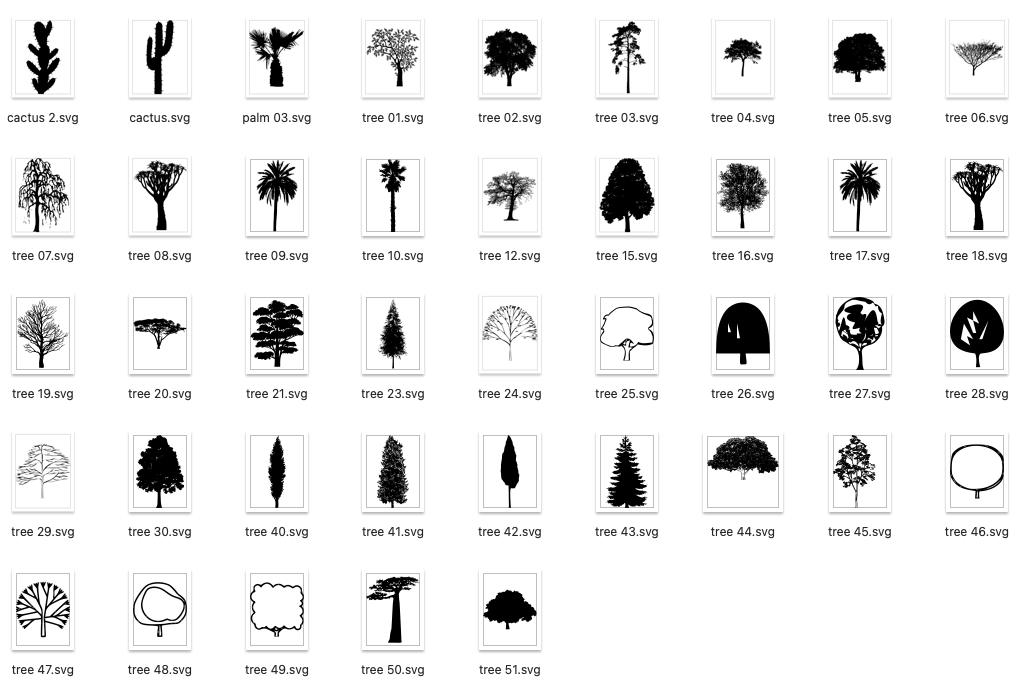 cactus 2.svg cactus.svg palm 03.svg tree 01.svg tree 02.svg tree 03.svg tree 04.svg tree 05.svg tree 06.svg
tree 07.svg tree 08.svg tree 09.svg tree 10.svg tree 12.svg tree 15.svg tree 16.svg tree 17.svg tree 18.svg
tree 19.svg tree 20.svg tree 21.svg tree 23.svg tree 24.svg tree 25.svg tree 26.svg tree 27.svg tree 28.svg
tree 29.svg tree 30.svg tree 40.svg tree 41.svg tree 42.svg tree 43.svg tree 44.svg tree 45.svg tree 46.svg
tree 47.svg tree 48.svg tree 49.svg tree 50.svg tree 51.svg